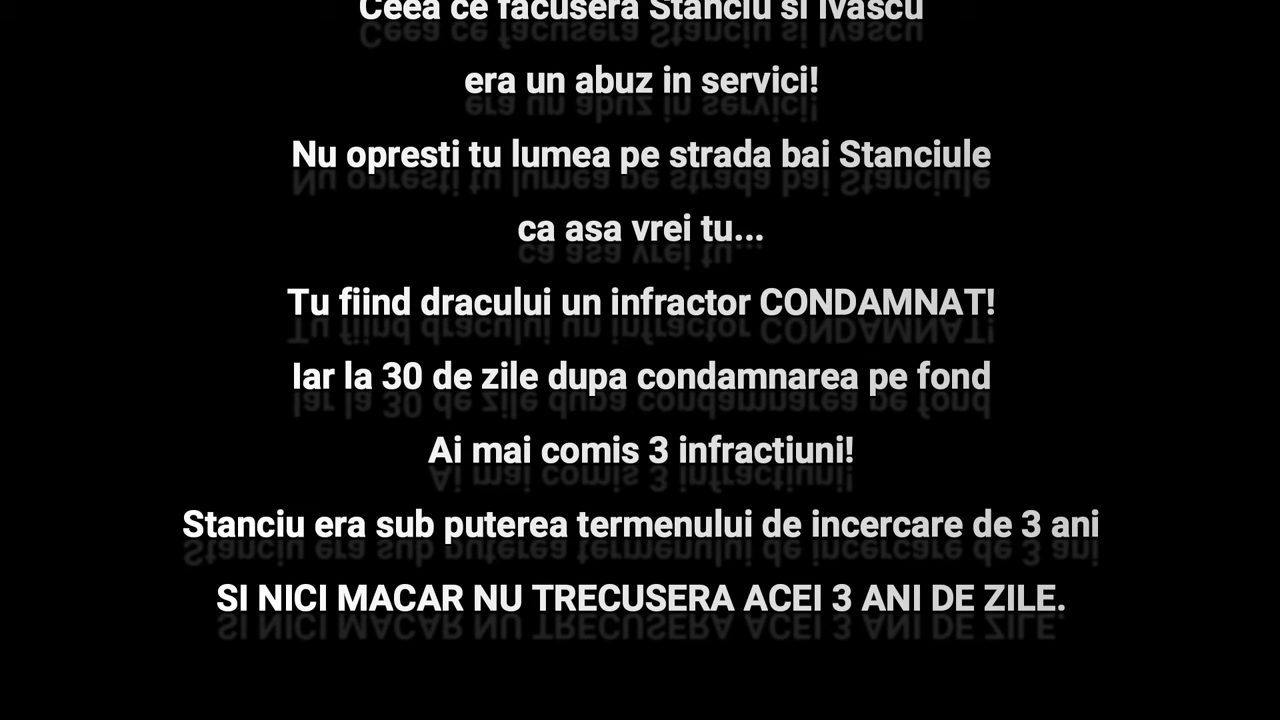 Ceea ce facusera Stanciu si Ivascu
era un abuz in servici!
Nu opresti tu lumea pe strada bai Stanciule
ca asa vrei tu...
Tu fiind dracului un infractor CONDAMNAT!
Iar la 30 de zile dupa condamnarea pe fond
Ai mai comis 3 infractiuni!
Stanciu era sub puterea termenului de incercare de 3 ani
SI NICI MACAR NU TRECUSERA ACEI 3 ANI DE ZILE.